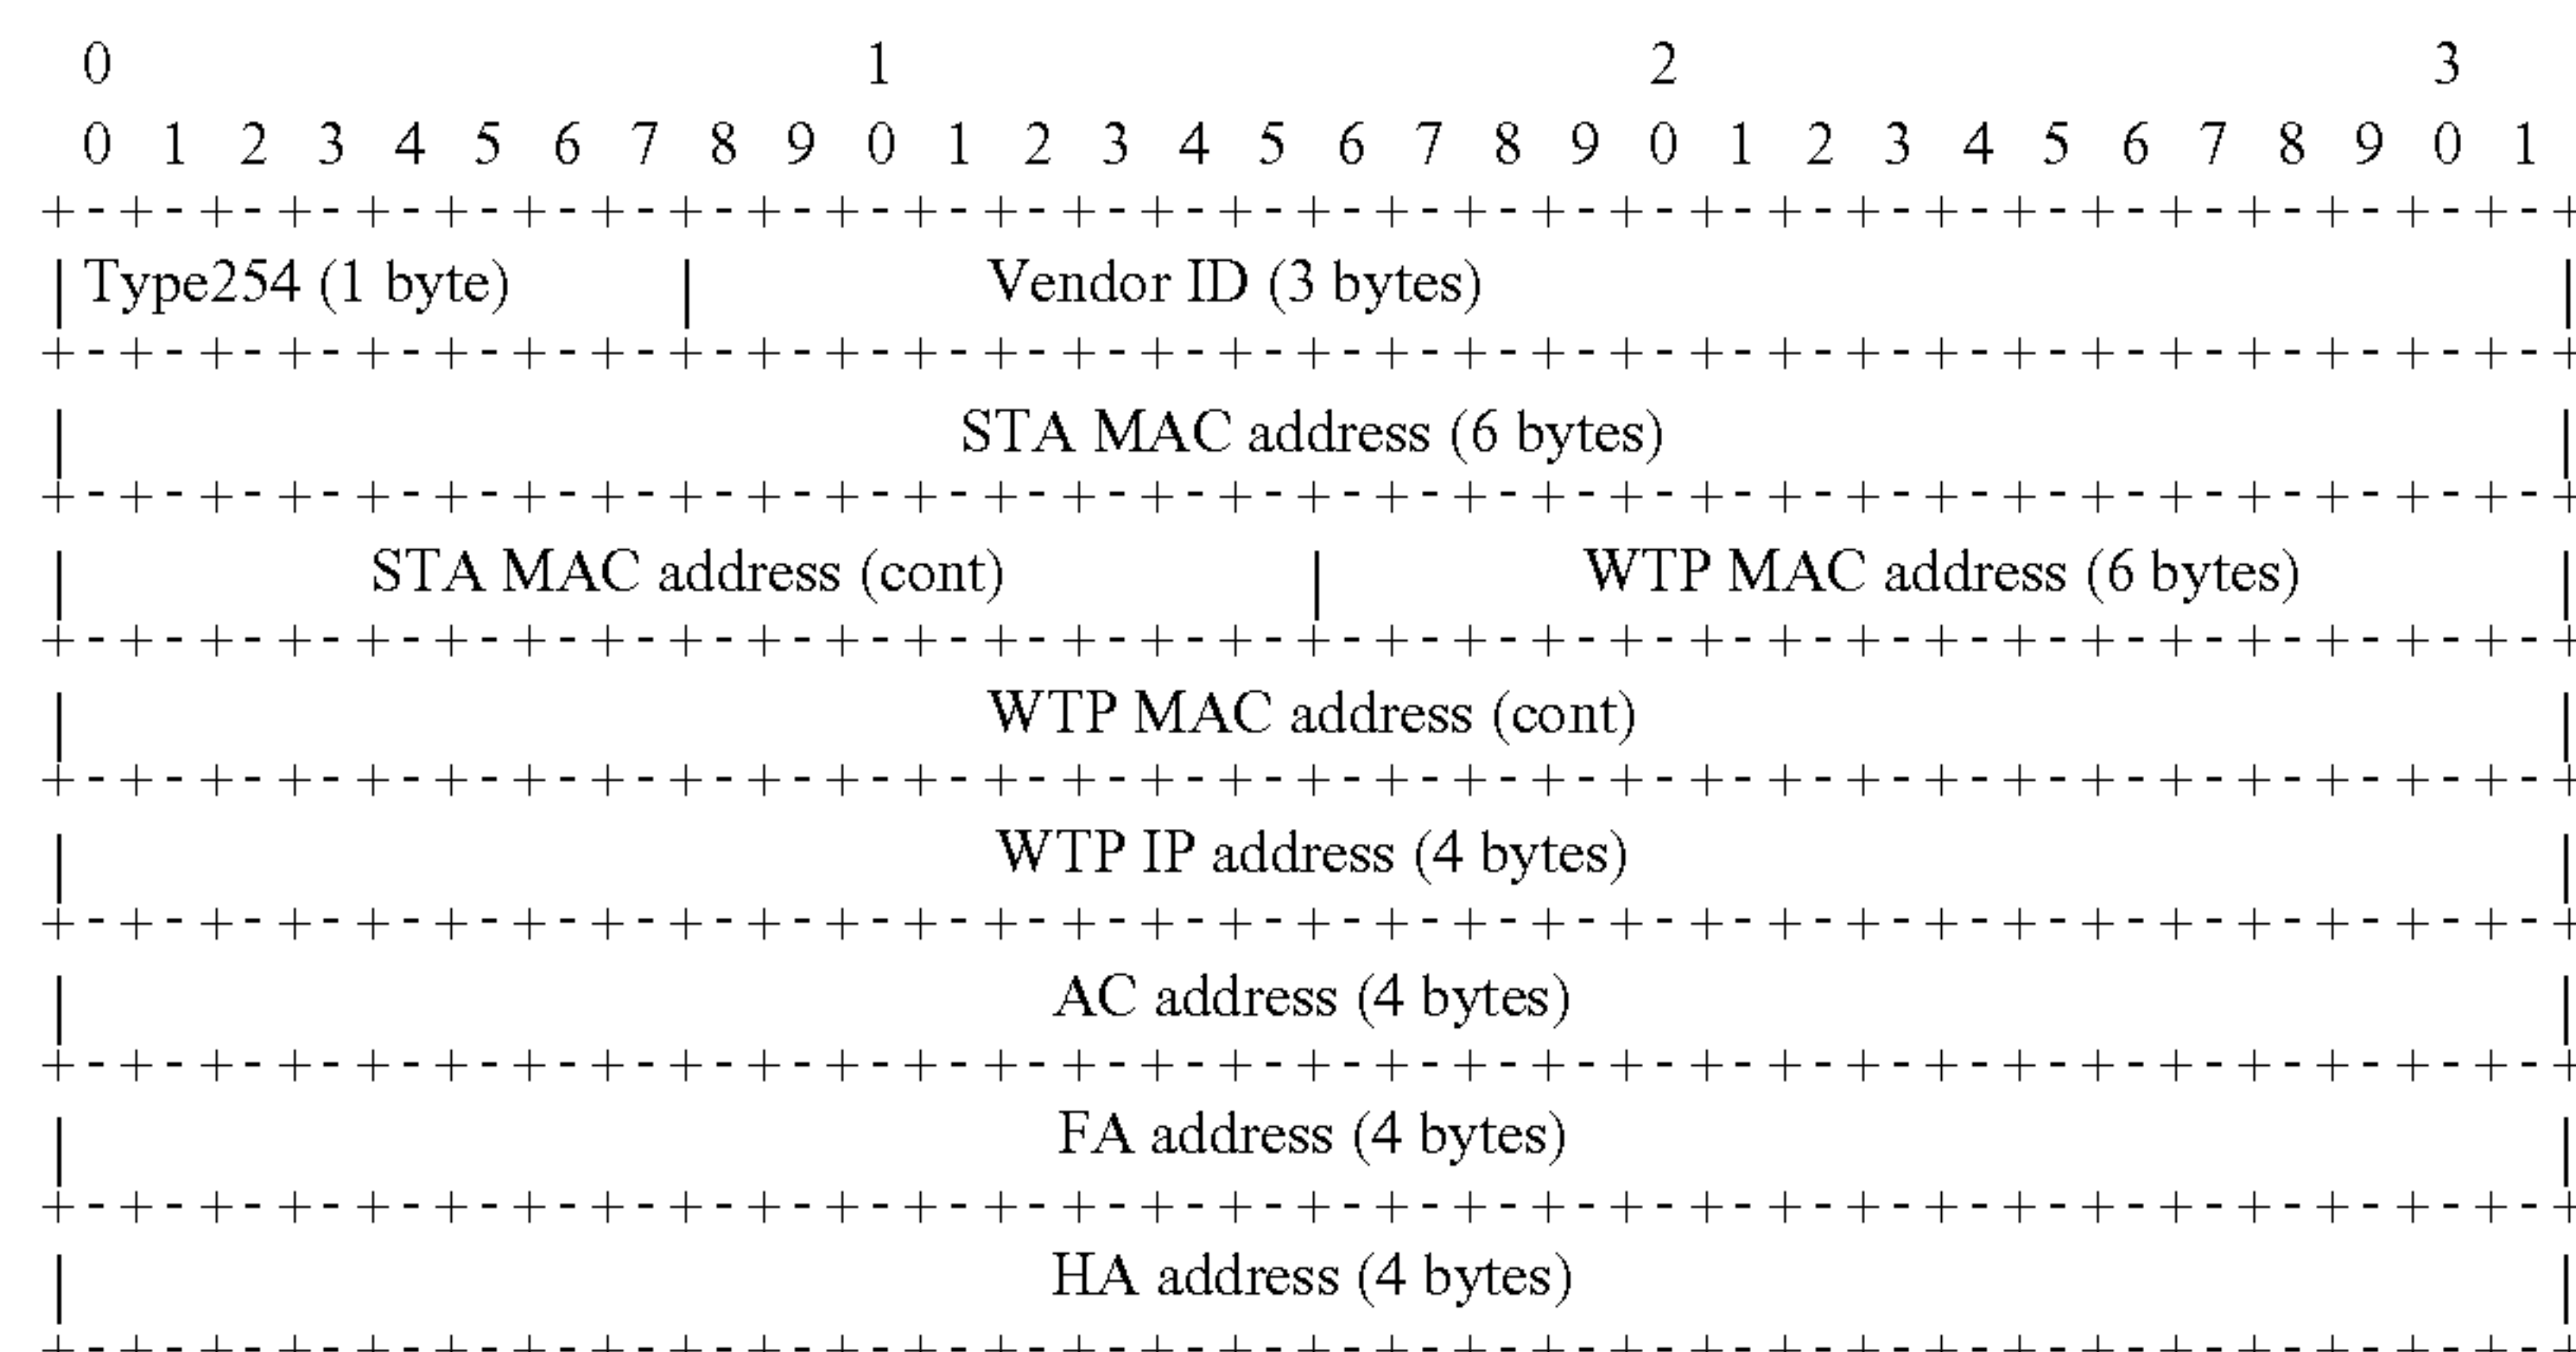 0 1 2 3
0 1 2 3 4 5 6 7 8 9 0 1 2 3 4 5 6 7 8 9 0 1 2 3 4 5 6 7 8 9 0 1
+-+-+-+-+-+-+-+-+-+-+-+-+-+-+-+-+-+-+-+-+-+-+-+-+-+-+-+-+-+-+-+-+
|Type254 (1 byte) | Vendor ID (3 bytes) |
+-+-+-+-+-+-+-+-+-+-+-+-+-+-+-+-+-+-+-+-+-+-+-+-+-+-+-+-+-+-+-+-+
| STA MAC address (6 bytes) |
+-+-+-+-+-+-+-+-+-+-+-+-+-+-+-+-+-+-+-+-+-+-+-+-+-+-+-+-+-+-+-+-+
| STA MAC address (cont) | WTP MAC address (6 bytes) |
+-+-+-+-+-+-+-+-+-+-+-+-+-+-+-+-+-+-+-+-+-+-+-+-+-+-+-+-+-+-+-+-+
| WTP MAC address (cont) |
+-+-+-+-+-+-+-+-+-+-+-+-+-+-+-+-+-+-+-+-+-+-+-+-+-+-+-+-+-+-+-+-+
| WTP IP address (4 bytes) |
+-+-+-+-+-+-+-+-+-+-+-+-+-+-+-+-+-+-+-+-+-+-+-+-+-+-+-+-+-+-+-+-+
| AC address (4 bytes) |
+-+-+-+-+-+-+-+-+-+-+-+-+-+-+-+-+-+-+-+-+-+-+-+-+-+-+-+-+-+-+-+-+
| FA address (4 bytes) |
+-+-+-+-+-+-+-+-+-+-+-+-+-+-+-+-+-+-+-+-+-+-+-+-+-+-+-+-+-+-+-+-+
| HA address (4 bytes) |
+-+-+-+-+-+-+-+-+-+-+-+-+-+-+-+-+-+-+-+-+-+-+-+-+-+-+-+-+-+-+-+-+